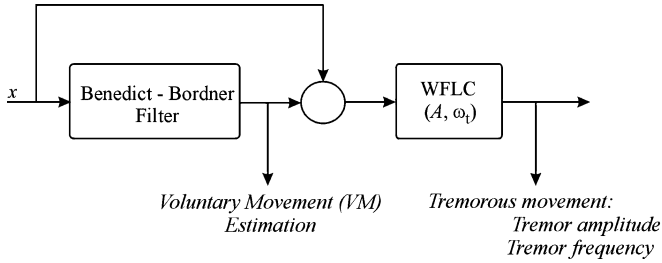 x
Benedict - Bordner
Filter
WFLC
(A, ωt)
Voluntary Movement (VM)
Estimation
Tremorous movement:
Tremor amplitude
Tremor frequency